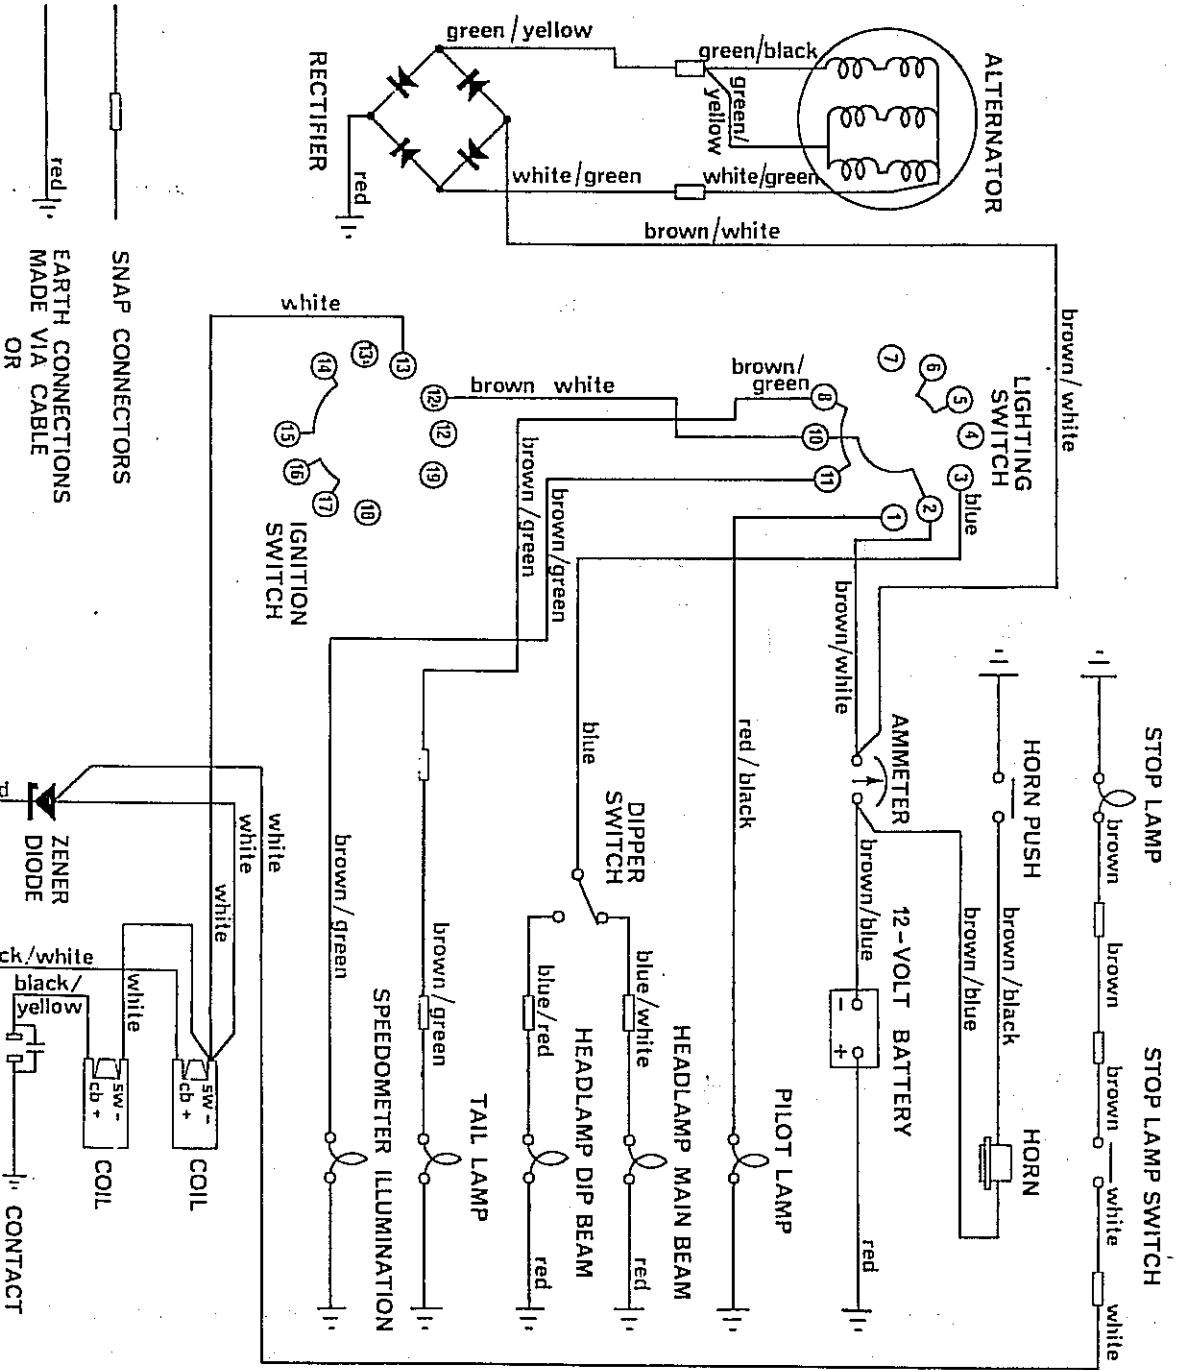 ALTERNATOR
green/black
green/
yellow
white/green
green/yellow
white/green
RECTIFIER
red
brown/white
brown/white
LIGHTING
SWITCH
7
6
5
4
3
2
1
8
10
11
blue
brown/
green
brown white
white
13
13A
14
15
16
17
18
19
12
12A
IGNITION
SWITCH
brown/green
brown/green
brown/white
SNAP CONNECTORS
red
EARTH CONNECTIONS
MADE VIA CABLE
OR
STOP LAMP
brown
brown
brown
STOP LAMP SWITCH
white
white
HORN PUSH
brown/black
HORN
brown/blue
AMMETER
brown/blue
12-VOLT BATTERY
-
+
red
red/black
PILOT LAMP
blue
DIPPER
SWITCH
blue/white
HEADLAMP MAIN BEAM
red
blue/red
HEADLAMP DIP BEAM
red
brown/green
TAIL LAMP
brown/green
SPEEDOMETER ILLUMINATION
white
white
white
ZENER
DIODE
d
ck/white
black/
yellow
white
sw -
cb +
COIL
sw -
cb +
COIL
CONTACT